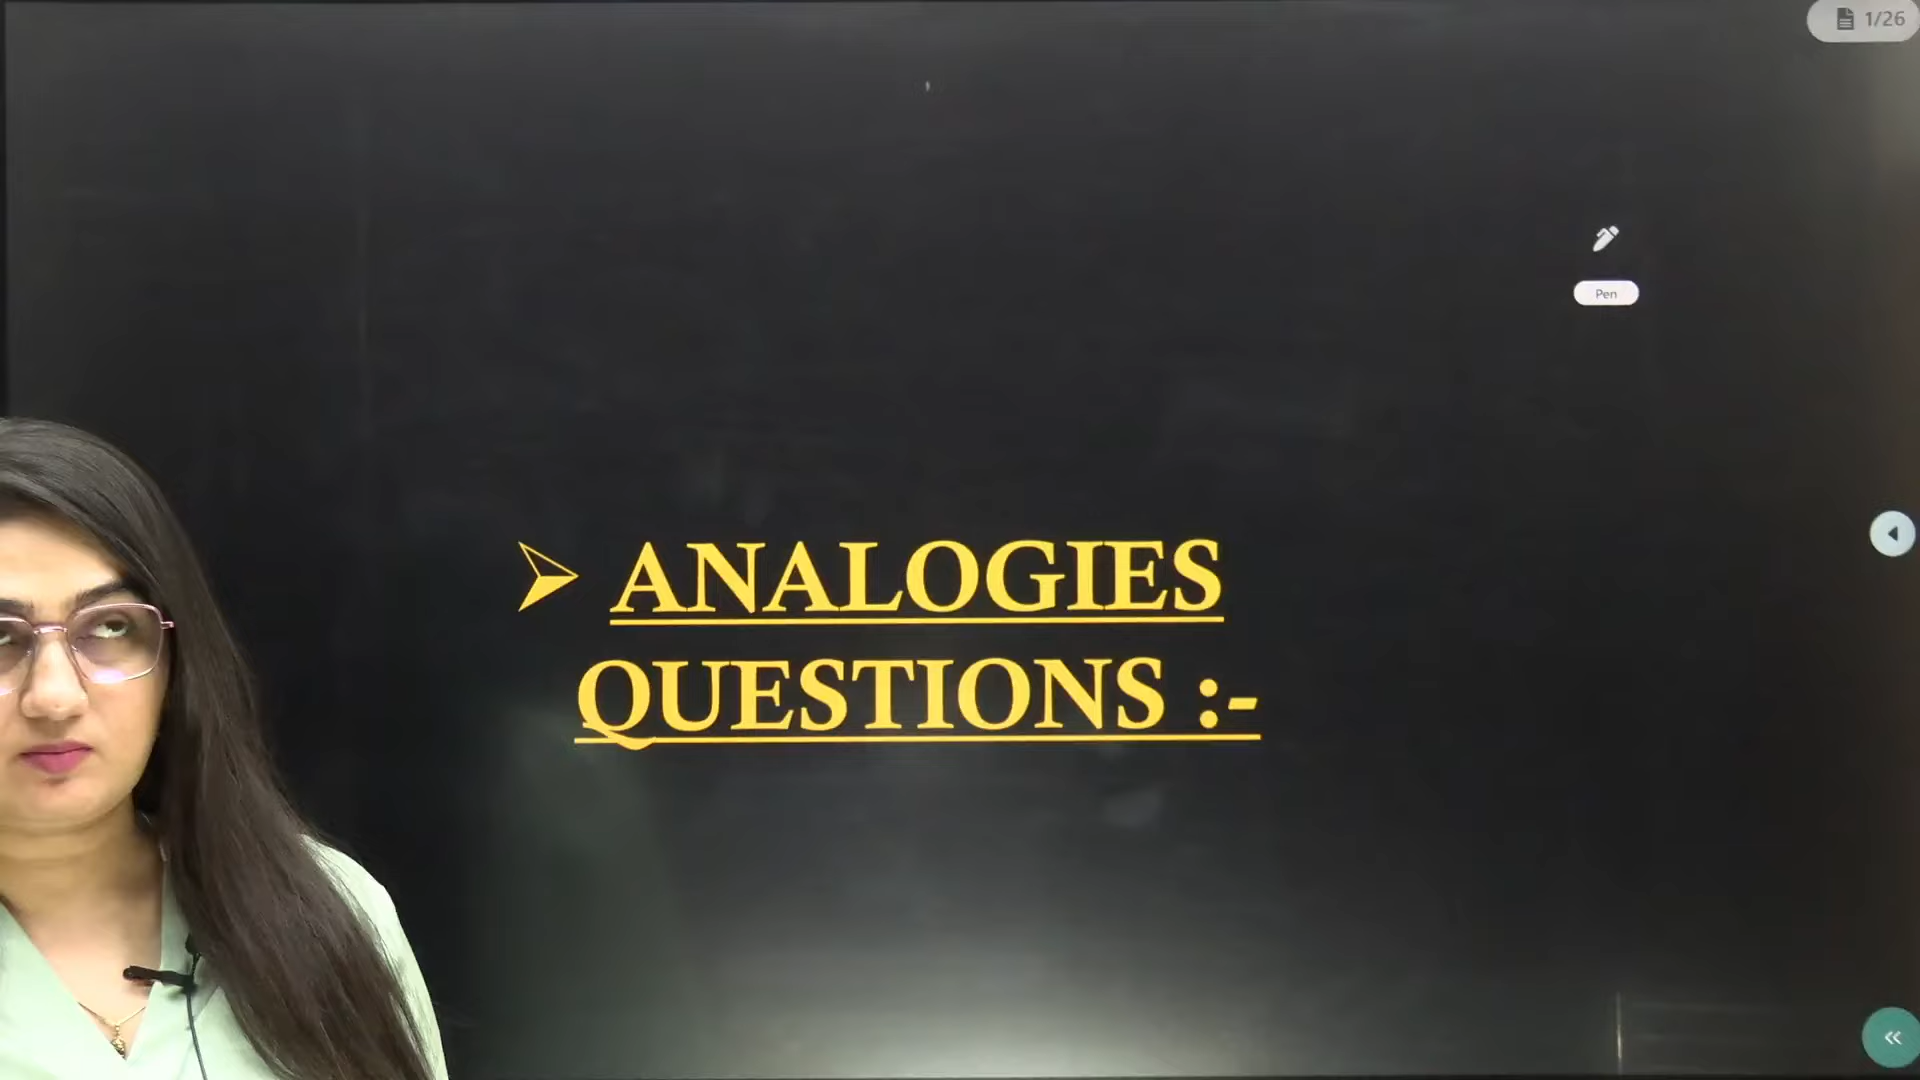 1/26
Pen
➢ ANALOGIES
QUESTIONS :-